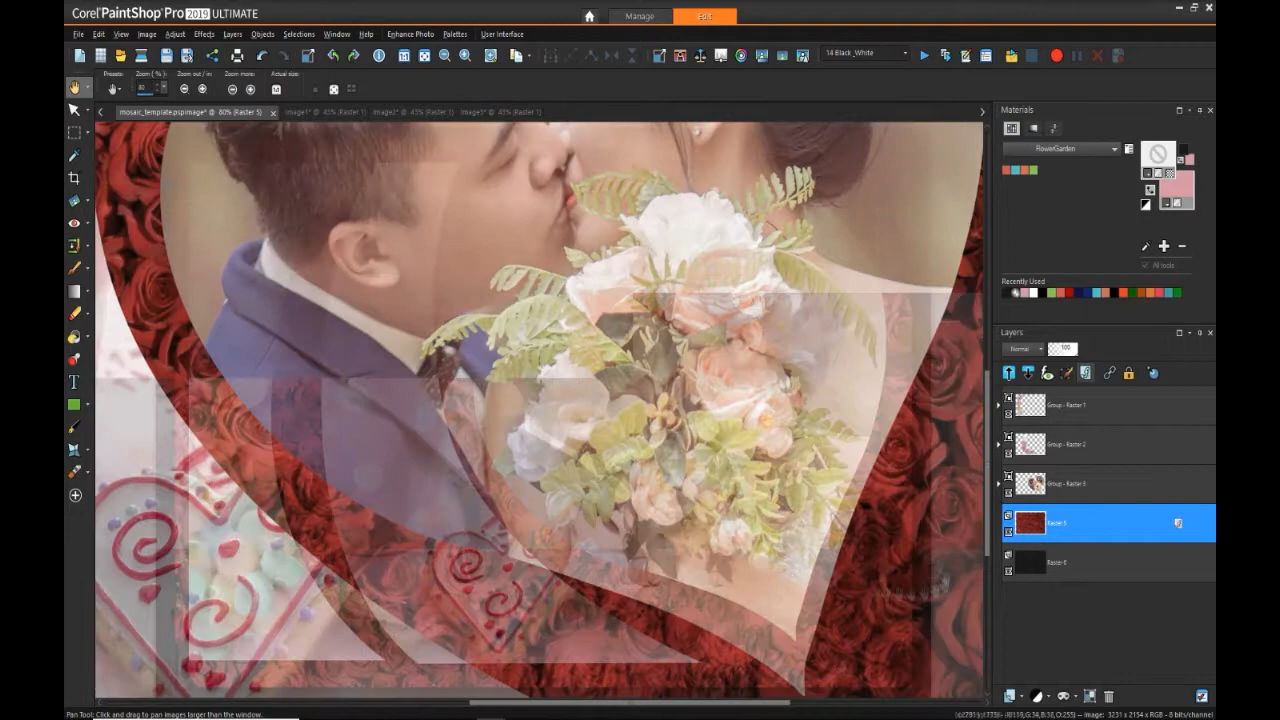 Corel®PaintShop®Pro 2019 ULTIMATE
Manage Edit
File Edit View Image Adjust Effects Layers Objects Selections Window Help Enhance Photo Palettes User Interface
14 Black_White
Presets: Zoom (%): Zoom out / in: Zoom more: Actual size:
80
mosaic_template.pspimage* @ 80% (Raster 5) Image1* @ 45% (Raster 1) Image2* @ 45% (Raster 1) Image3* @ 45% (Raster 1)
Materials
FlowerGarden
All tools
Recently Used
Layers
Normal 100
Group - Raster 1
Group - Raster 2
Group - Raster 3
Raster 5
Raster 6
Pan Tool: Click and drag to pan images larger than the window.
Image: 3231 x 2154 x RGB - 8 bits/channel